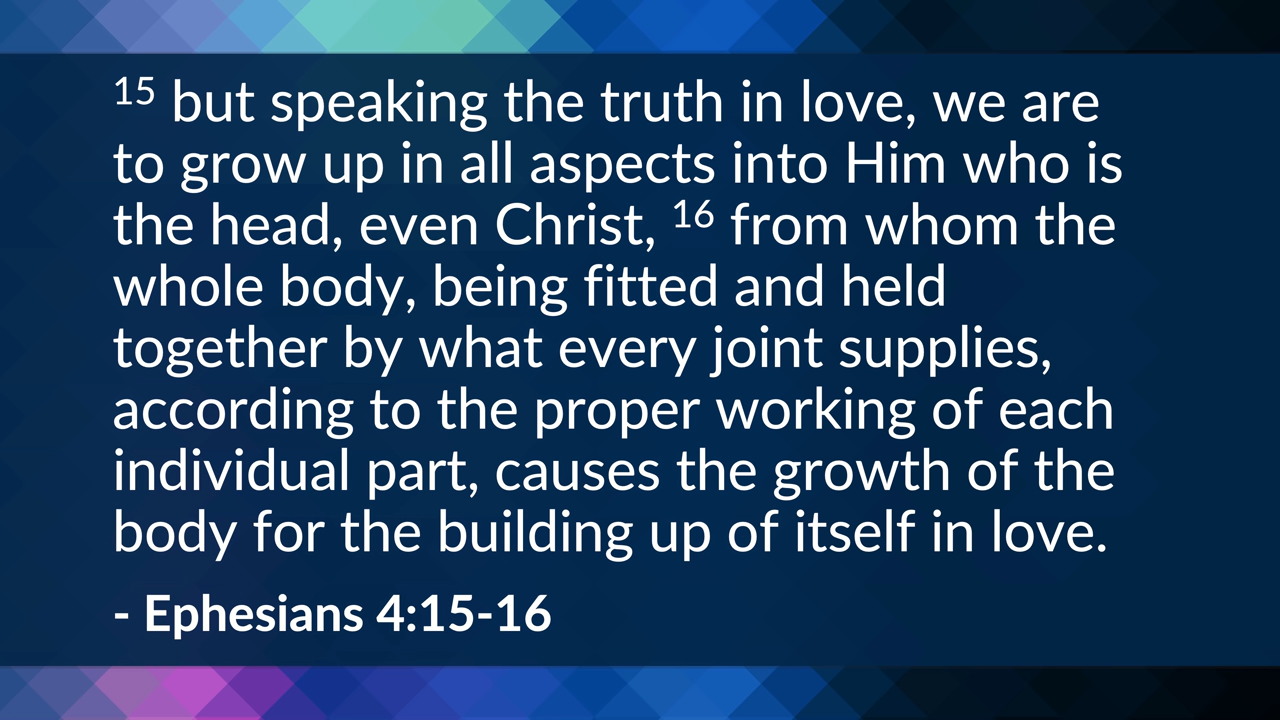 15 but speaking the truth in love, we are
to grow up in all aspects into Him who is
the head, even Christ, 16 from whom the
whole body, being fitted and held
together by what every joint supplies,
according to the proper working of each
individual part, causes the growth of the
body for the building up of itself in love.
- Ephesians 4:15-16